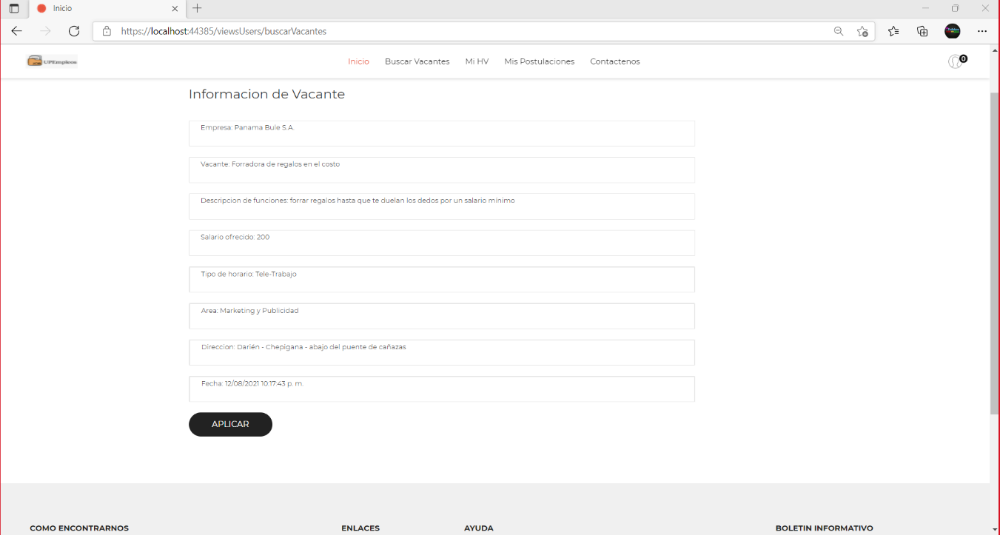 Inicio
https://localhost:44385/viewsUsers/buscarVacantes
UPEmpleos
Inicio Buscar Vacantes Mi HV Mis Postulaciones Contactenos
0
Informacion de Vacante
Empresa: Panama Bule S.A.
Vacante: Forradora de regalos en el costo
Descripcion de funciones: forrar regalos hasta que te duelan los dedos por un salario mínimo
Salario ofrecido: 200
Tipo de horario: Tele-Trabajo
Area: Marketing y Publicidad
Direccion: Darién - Chepigana - abajo del puente de cañazas
Fecha: 12/08/2021 10:17:43 p. m.
APLICAR
COMO ENCONTRARNOS ENLACES AYUDA BOLETIN INFORMATIVO